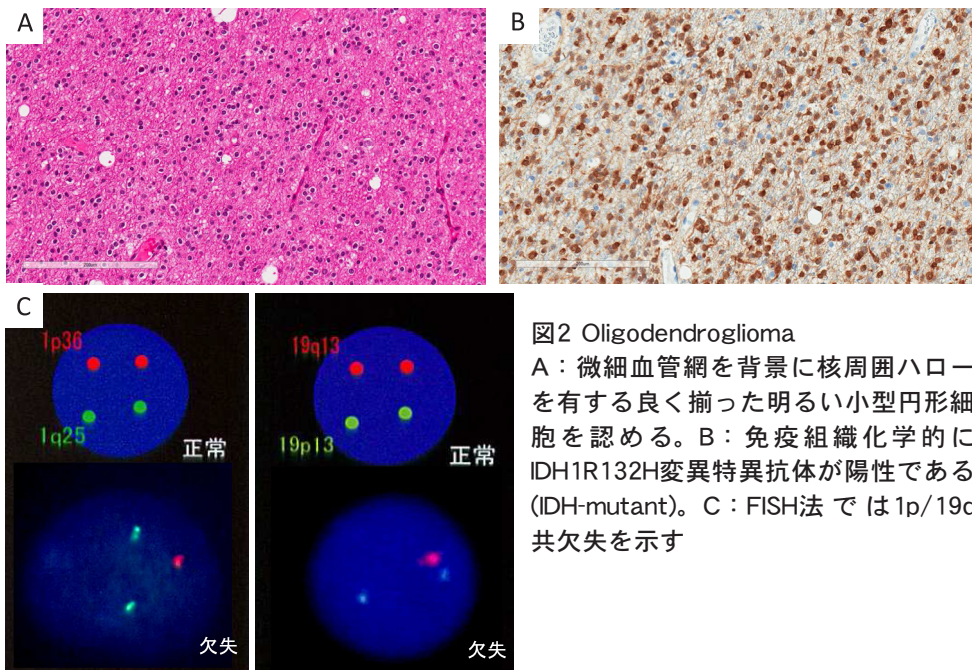 A
B
C
1p36
1q25
正常
欠失
19q13
19p13
正常
欠失
図2 Oligodendroglioma
A：微細血管網を背景に核周囲ハロー
を有する良く揃った明るい小型円形細
胞を認める。B：免疫組織化学的に
IDH1R132H変異特異抗体が陽性である
(IDH-mutant)。C：FISH法では1p/19q
共欠失を示す